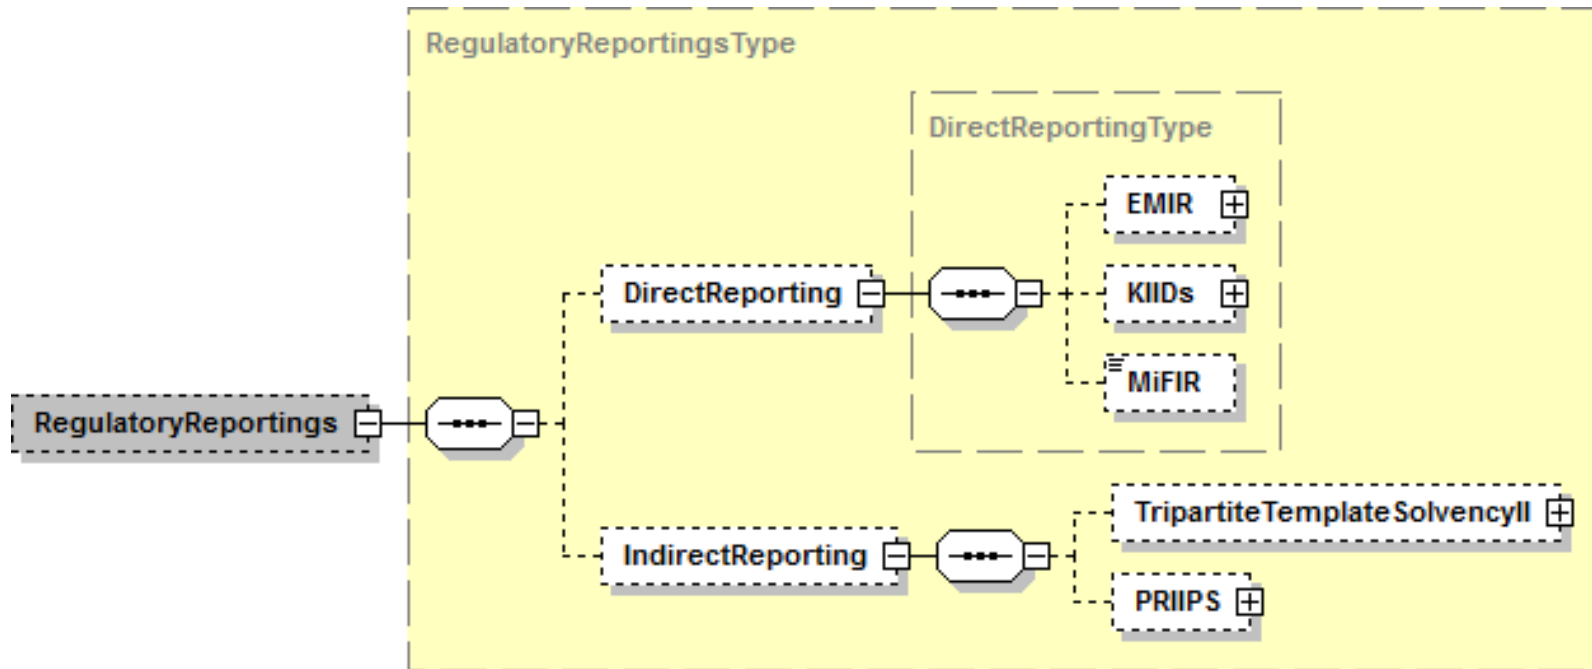 RegulatoryReportingsType
DirectReportingType
EMIR
DirectReporting
KIIDs
MiFIR
RegulatoryReportings
TripartiteTemplateSolvencyII
IndirectReporting
PRIIPS